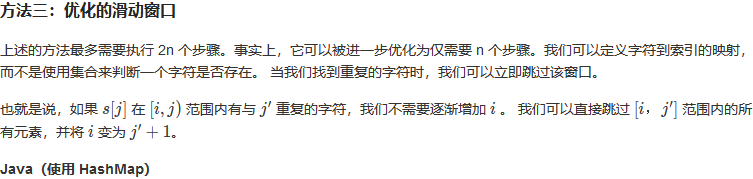 方法三：优化的滑动窗口
上述的方法最多需要执行 2n 个步骤。事实上，它可以被进一步优化为仅需要 n 个步骤。我们可以定义字符到索引的映射，
而不是使用集合来判断一个字符是否存在。 当我们找到重复的字符时，我们可以立即跳过该窗口。
也就是说，如果 s[j] 在 [i, j) 范围内有与 j′ 重复的字符，我们不需要逐渐增加 i 。 我们可以直接跳过 [i，j′] 范围内的所
有元素，并将 i 变为 j′ + 1。
Java（使用 HashMap）